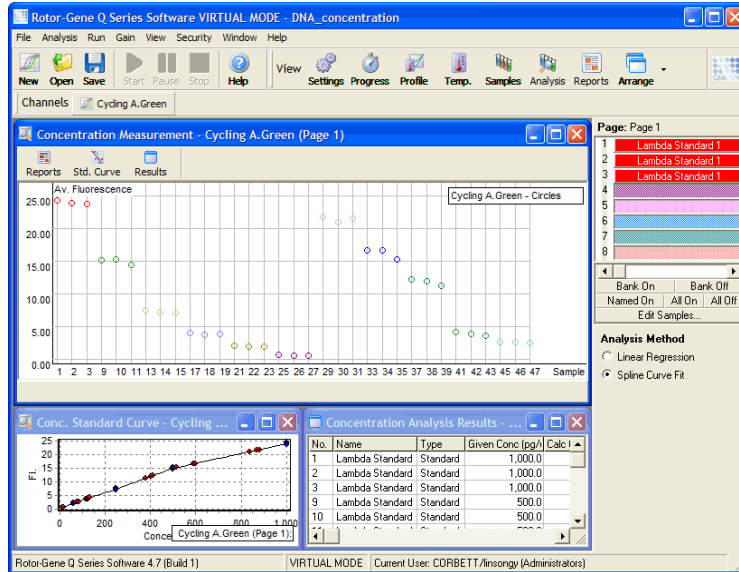 Rotor-Gene Q Series Software VIRTUAL MODE - DNA_concentration
File Analysis Run Gain View Security Window Help
New Open Save Start Pause Stop Help View Settings Progress Profile Temp. Samples Analysis Reports Arrange
Channels Cycling A.Green
Concentration Measurement - Cycling A.Green (Page 1)
Reports Std. Curve Results
Av. Fluorescence
Cycling A.Green - Circles
25.00
20.00
15.00
10.00
5.00
0.00
1 2 3 9 10 11 13 14 15 17 18 19 21 22 23 25 26 27 29 30 31 33 34 35 37 38 39 41 42 43 45 46 47 Sample
Page: Page 1
1 Lambda Standard 1
2 Lambda Standard 1
3 Lambda Standard 1
4
5
6
7
8
Bank On Bank Off
Named On All On All Off
Edit Samples...
Analysis Method
Linear Regression
Spline Curve Fit
Conc. Standard Curve - Cycling ...
Fl.
25
20
15
10
5
0
0 200 400 600 800 1,000
Cycling A.Green (Page 1):
Concentration Analysis Results - ...
No. Name Type Given Conc (pg/ Calc
1 Lambda Standard Standard 1,000.0
2 Lambda Standard Standard 1,000.0
3 Lambda Standard Standard 1,000.0
9 Lambda Standard Standard 500.0
10 Lambda Standard Standard 500.0
Rotor-Gene Q Series Software 4.7 (Build 1) VIRTUAL MODE Current User: CORBETT/linsongy (Administrators)